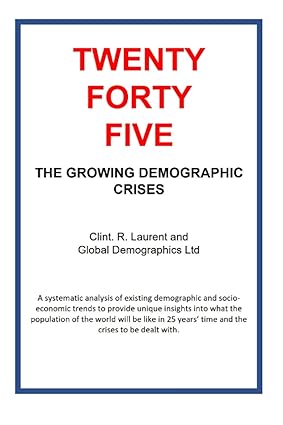 TWENTY
FORTY
FIVE
THE GROWING DEMOGRAPHIC
CRISES
Clint. R. Laurent and
Global Demographics Ltd
A systematic analysis of existing demographic and socio-
economic trends to provide unique insights into what the
population of the world will be like in 25 years' time and the
crises to be dealt with.